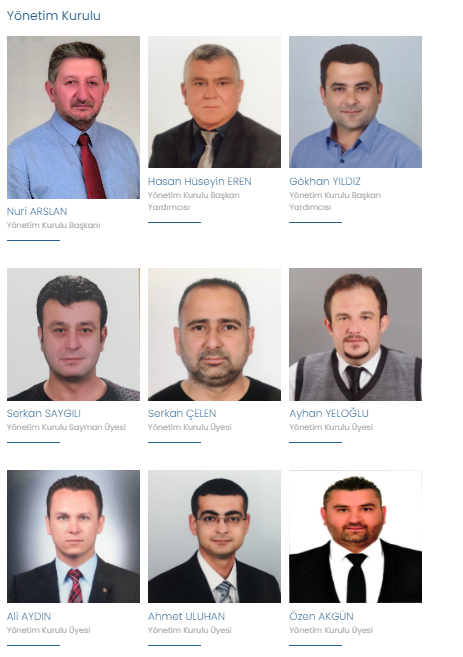 Yönetim Kurulu
Nuri ARSLAN
Yönetim Kurulu Başkanı
Hasan Hüseyin EREN
Yönetim Kurulu Başkan
Yardımcısı
Gökhan YILDIZ
Yönetim Kurulu Başkan
Yardımcısı
Serkan SAYGILI
Yönetim Kurulu Sayman Üyesi
Serkan ÇELEN
Yönetim Kurulu Üyesi
Ayhan YELOĞLU
Yönetim Kurulu Üyesi
Ali AYDIN
Yönetim Kurulu Üyesi
Ahmet ULUHAN
Yönetim Kurulu Üyesi
Özen AKGÜN
Yönetim Kurulu Üyesi